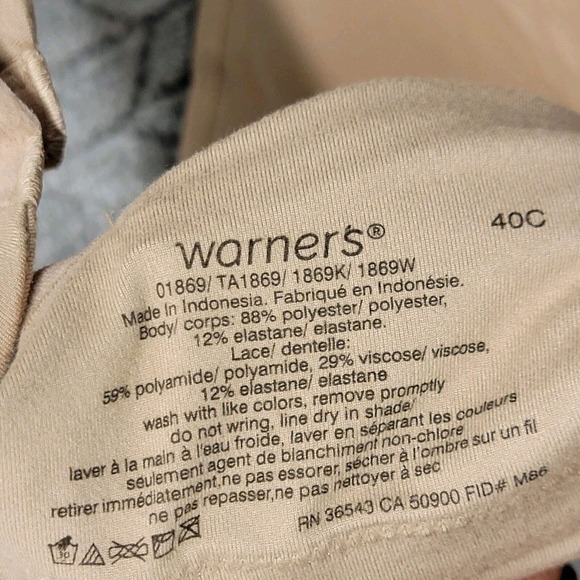 warner's®
40C
01869/ TA1869/ 1869K/ 1869W
Made in Indonesia. Fabriqué en Indonésie.
Body/ corps: 88% polyester/ polyester,
12% elastane/ elastane.
Lace/ dentelle:
59% polyamide/ polyamide, 29% viscose/ viscose,
12% elastane/ elastane
wash with like colors, remove promptly
do not wring, line dry in shade/
laver à la main à l'eau froide, laver en séparant les couleurs
seulement agent de blanchiment non-chlore
retirer immédiatement,ne pas essorer, sécher à l'ombre sur un fil
ne pas repasser,ne pas nettoyer à sec
RN 36543 CA 50900 FID# M86